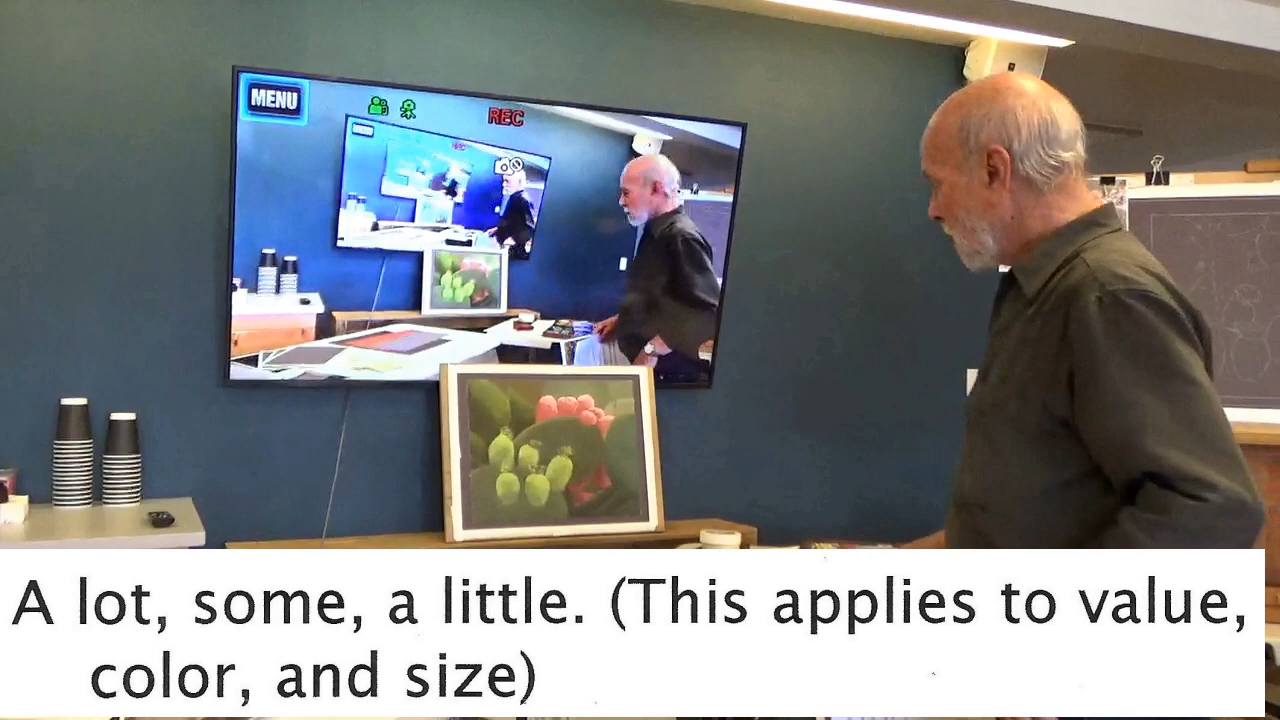 MENU
REC
A lot, some, a little. (This applies to value,
color, and size)